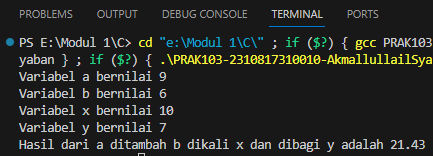 PROBLEMS OUTPUT DEBUG CONSOLE TERMINAL PORTS
PS E:\Modul 1\C> cd "e:\Modul 1\C\" ; if ($?) { gcc PRAK103
yaban } ; if ($?) { .\PRAK103-2310817310010-AkmallullailSya
Variabel a bernilai 9
Variabel b bernilai 6
Variabel x bernilai 10
Variabel y bernilai 7
Hasil dari a ditambah b dikali x dan dibagi y adalah 21.43